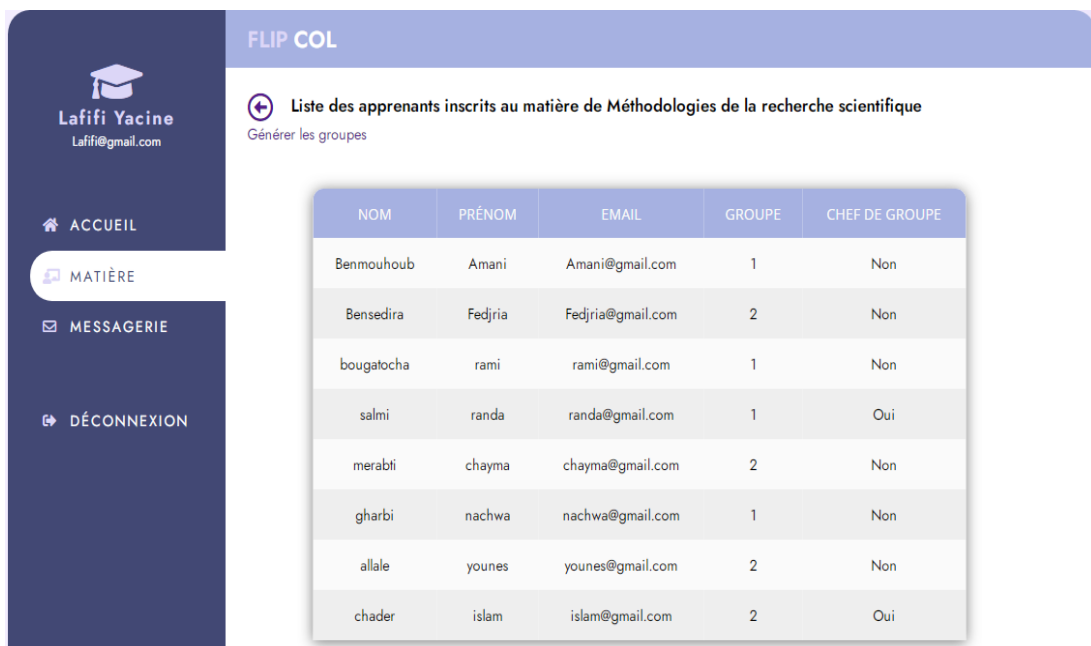 FLIP COL
Lafifi Yacine
Lafifi@gmail.com
ACCUEIL
MATIÈRE
MESSAGERIE
DÉCONNEXION
Liste des apprenants inscrits au matière de Méthodologies de la recherche scientifique
Générer les groupes
NOM PRÉNOM EMAIL GROUPE CHEF DE GROUPE
Benmouhoub Amani Amani@gmail.com 1 Non
Bensedira Fedjria Fedjria@gmail.com 2 Non
bougatocha rami rami@gmail.com 1 Non
salmi randa randa@gmail.com 1 Oui
merabti chayma chayma@gmail.com 2 Non
gharbi nachwa nachwa@gmail.com 1 Non
allale younes younes@gmail.com 2 Non
chader islam islam@gmail.com 2 Oui